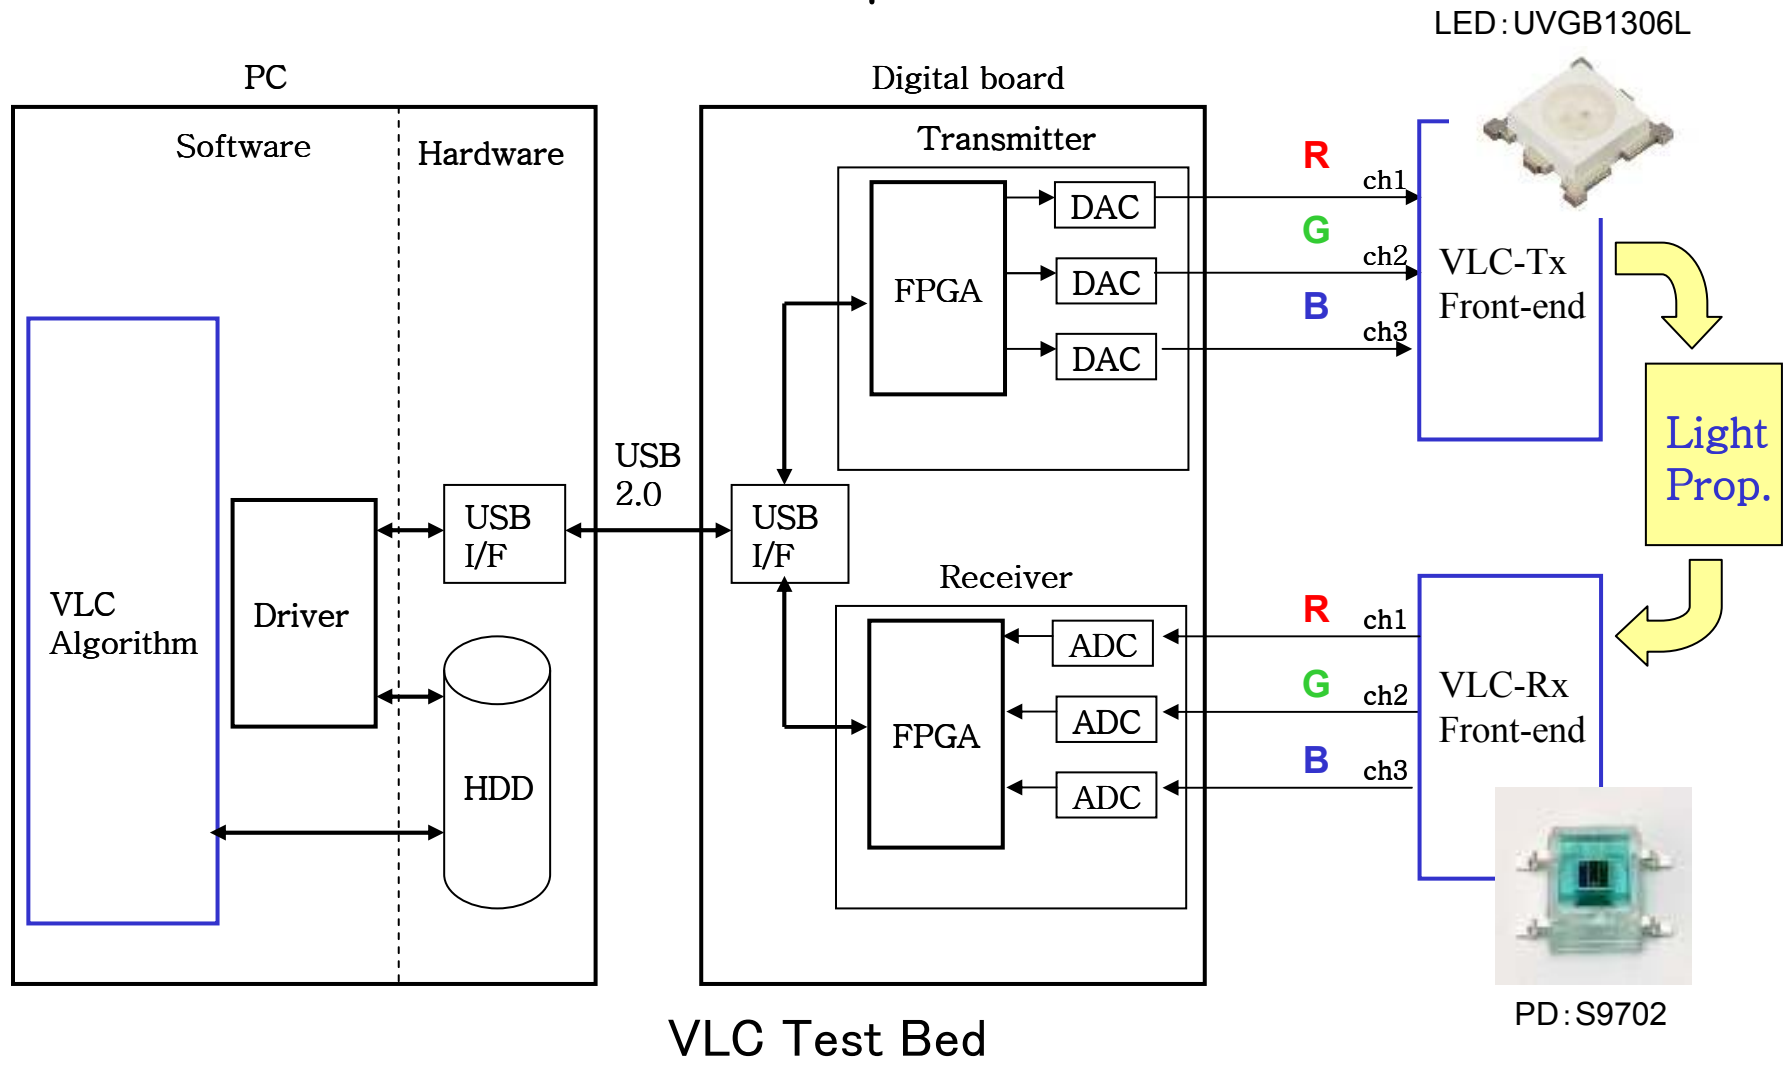 LED:UVGB1306L
PC
Digital board
Software
Hardware
Transmitter
R
ch1
DAC
G
ch2
FPGA
DAC
VLC-Tx
Front-end
B
ch3
DAC
Light
Prop.
USB
2.0
USB
I/F
USB
I/F
Receiver
VLC
Algorithm
Driver
R
ch1
ADC
G
ch2
FPGA
ADC
VLC-Rx
Front-end
B
ch3
ADC
HDD
PD:S9702
VLC Test Bed